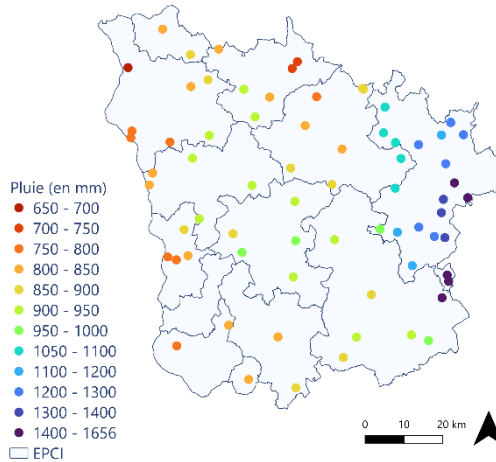 Pluie (en mm)
650 - 700
700 - 750
750 - 800
800 - 850
850 - 900
900 - 950
950 - 1000
1050 - 1100
1100 - 1200
1200 - 1300
1300 - 1400
1400 - 1656
EPCI
0 10 20 km